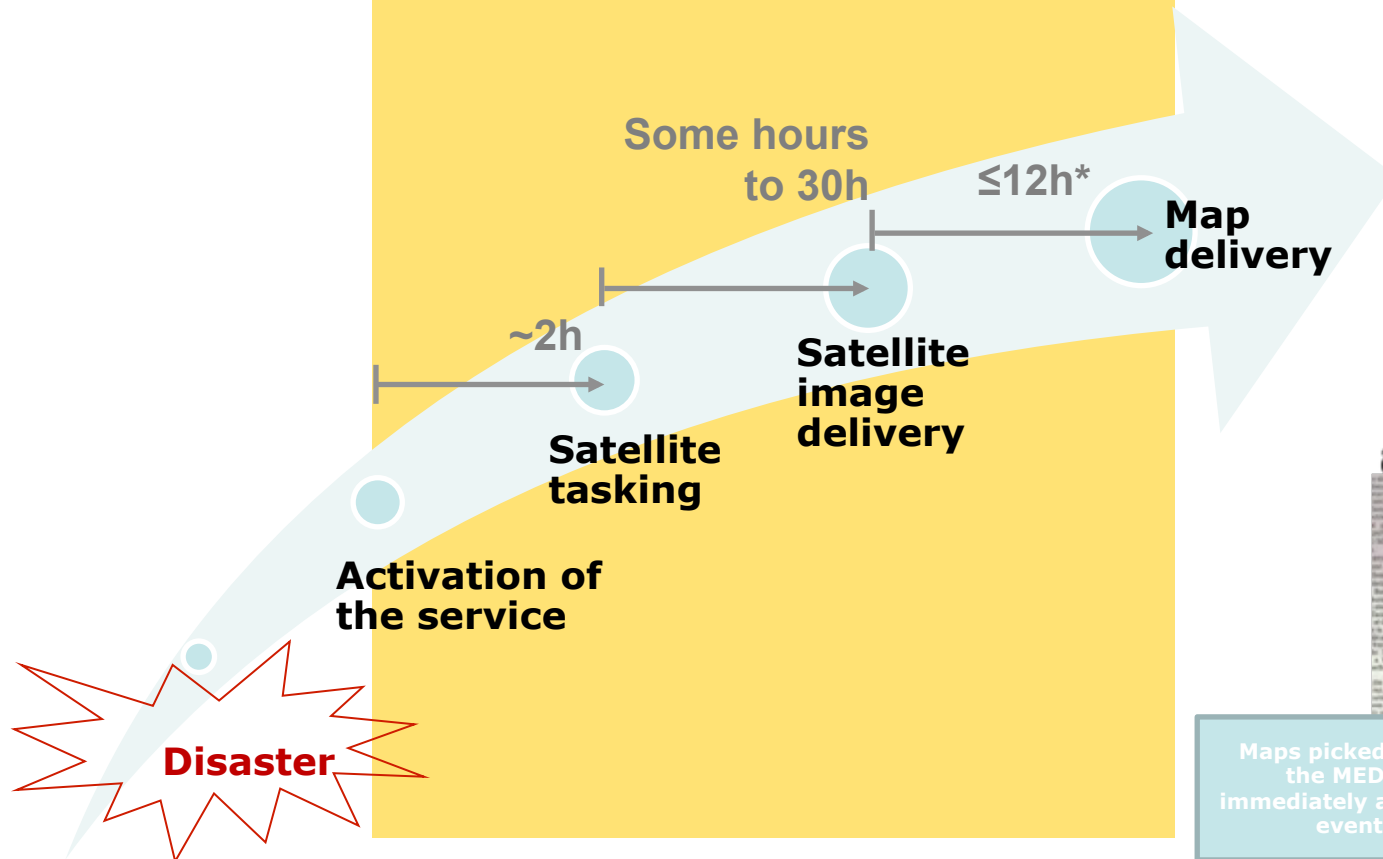 Some hours
to 30h
≤12h*
Map
delivery
~2h
Satellite
image
delivery
Satellite
tasking
Activation of
the service
Disaster
Maps picked
the MED
immediately a
event